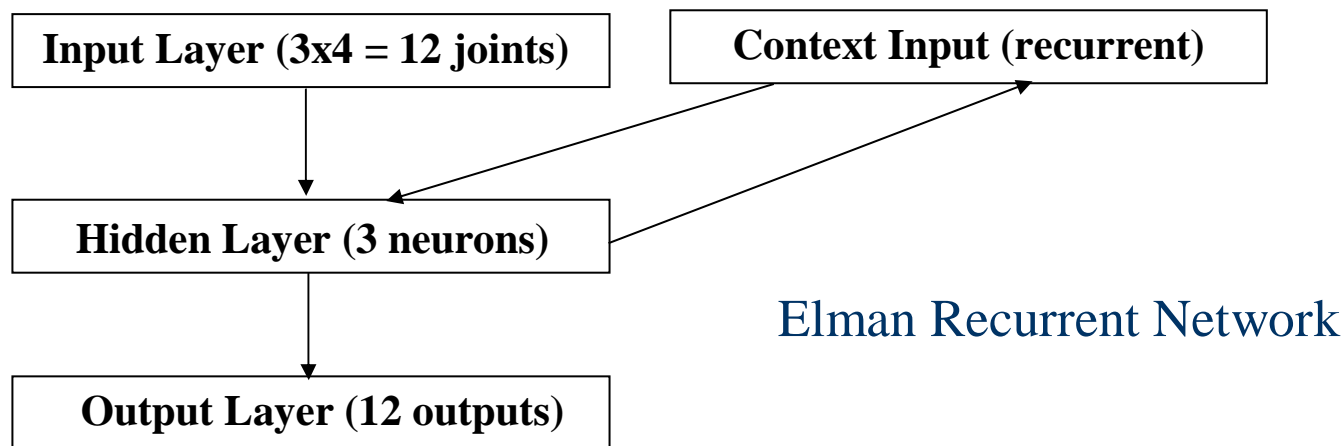 Input Layer (3x4 = 12 joints)
Context Input (recurrent)
Hidden Layer (3 neurons)
Elman Recurrent Network
Output Layer (12 outputs)